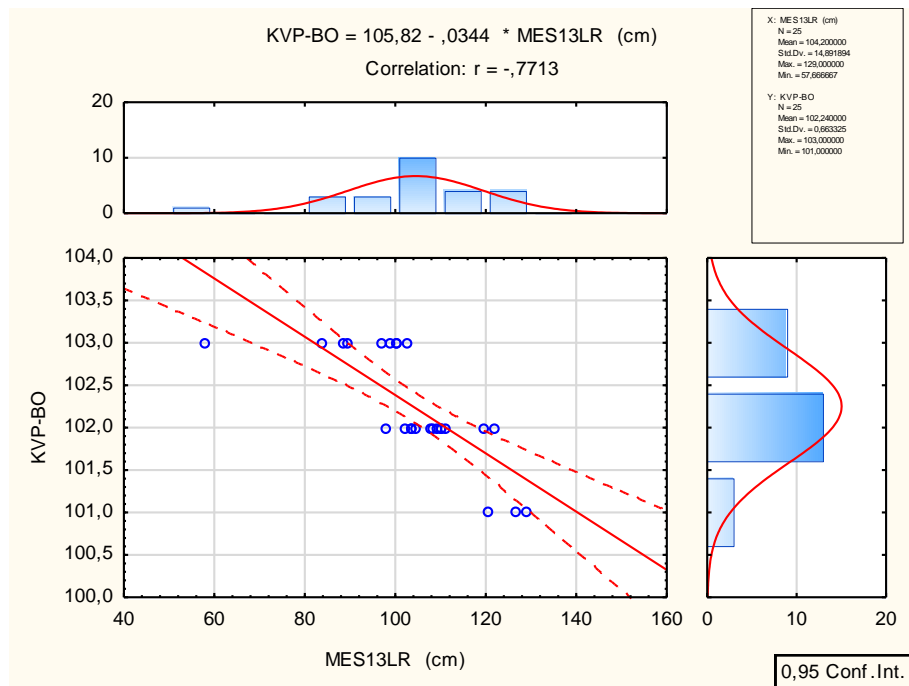 KVP-BO = 105,82 - ,0344 * MES13LR (cm)
Correlation: r = -,7713
X: MES13LR (cm)
N = 25
Mean = 104,200000
Std.Dv. = 14,891894
Max. = 129,000000
Min. = 57,666667
Y: KVP-BO
N = 25
Mean = 102,240000
Std.Dv. = 0,663325
Max. = 103,000000
Min. = 101,000000
20
10
0
104,0
103,5
103,0
102,5
102,0
101,5
101,0
100,5
100,0
KVP-BO
40 60 80 100 120 140 160
MES13LR (cm)
0 10 20
0,95 Conf.Int.